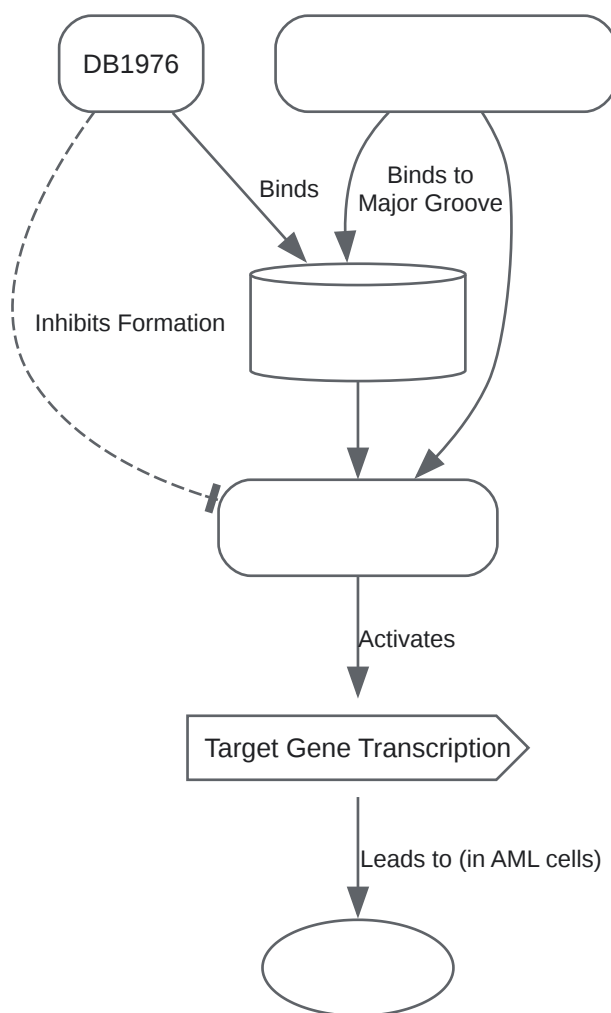 DB1976
Binds
Binds to
Major Groove
Inhibits Formation
Activates
Target Gene Transcription
Leads to (in AML cells)